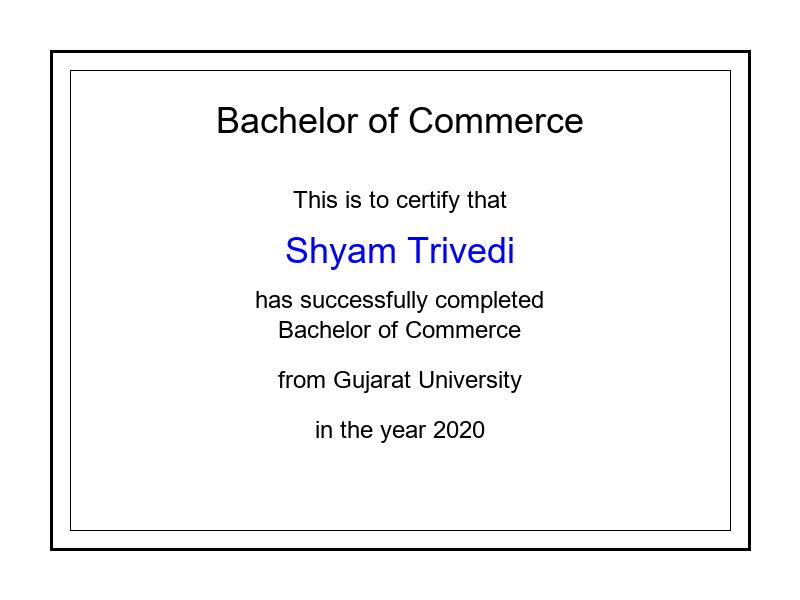 Bachelor of Commerce
This is to certify that
Shyam Trivedi
has successfully completed
Bachelor of Commerce
from Gujarat University
in the year 2020